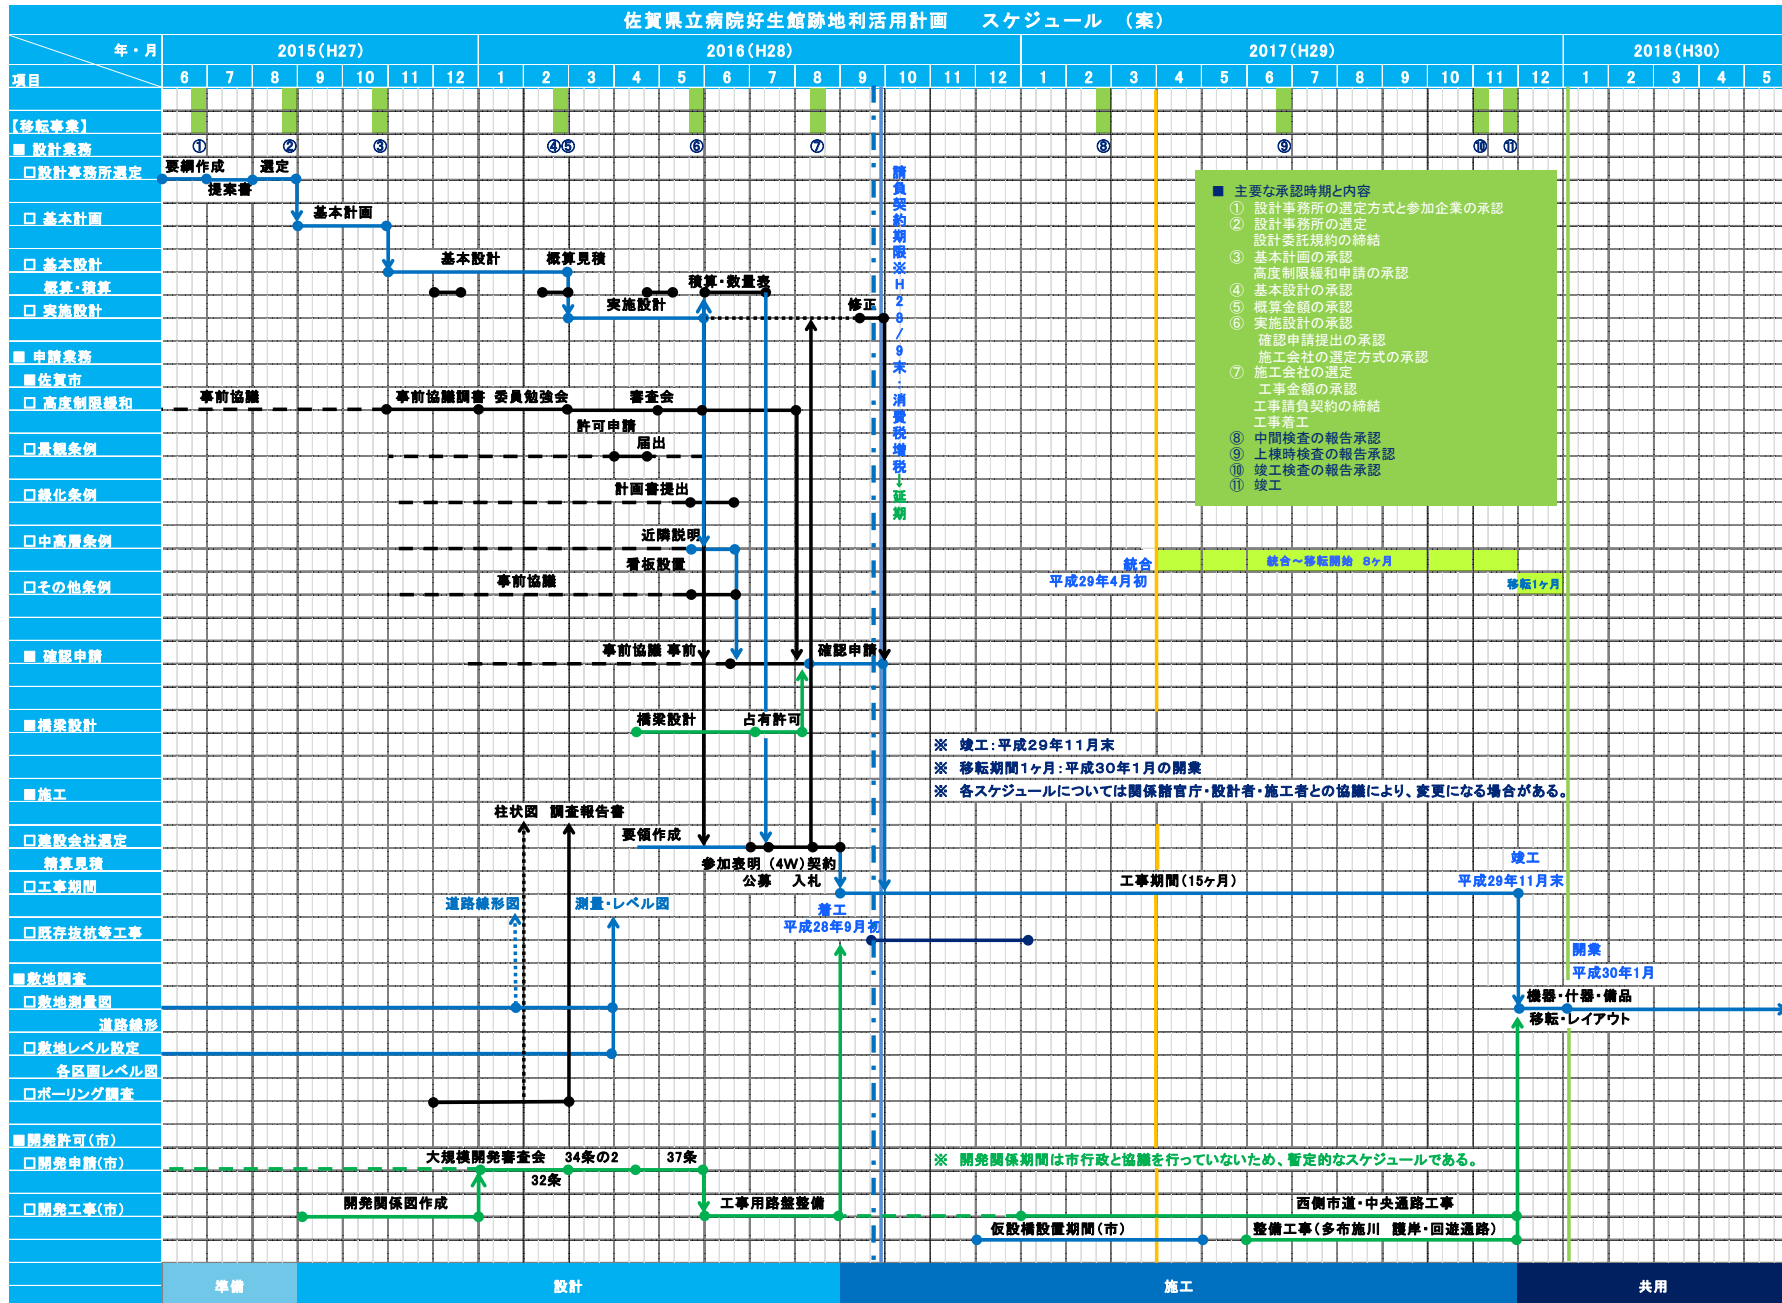 佐賀県立病院好生館跡地利活用計画　スケジュール　（案）
年・月
2015(H27)
2016(H28)
2017(H29)
2018(H30)
項目
6 7 8 9 10 11 12 1 2 3 4 5 6 7 8 9 10 11 12 1 2 3 4 5 6 7 8 9 10 11 12 1 2 3 4 5
【移転事業】
■ 設計業務
① ② ③ ④⑤ ⑥ ⑦ ⑧ ⑨ ⑩ ⑪
□設計事務所選定
要綱作成
選定
提案書
□ 基本計画
基本計画
□ 基本設計
基本設計
概算見積
概算・積算
積算・数量表
□ 実施設計
実施設計
修正
請負契約期限※H28/9末：消費税増税→延期
■ 主要な承認時期と内容
① 設計事務所の選定方式と参加企業の承認
② 設計事務所の選定
設計委託規約の締結
③ 基本計画の承認
高度制限緩和申請の承認
④ 基本設計の承認
⑤ 概算金額の承認
⑥ 実施設計の承認
確認申請提出の承認
施工会社の選定方式の承認
⑦ 施工会社の選定
工事金額の承認
工事請負契約の締結
工事着工
⑧ 中間検査の報告承認
⑨ 上棟時検査の報告承認
⑩ 竣工検査の報告承認
⑪ 竣工
■ 申請業務
■佐賀市
□ 高度制限緩和
事前協議
事前協議調書
委員勉強会
審査会
許可申請
□景観条例
届出
□緑化条例
計画書提出
□中高層条例
近隣説明
看板設置
統合
平成29年4月初
統合～移転開始　8ヶ月
□その他条例
事前協議
移転1ヶ月
■ 確認申請
事前協議 事前
確認申請
■橋梁設計
橋梁設計
占有許可
※ 竣工：平成29年11月末
※ 移転期間1ヶ月：平成30年1月の開業
※ 各スケジュールについては関係諸官庁・設計者・施工者との協議により、変更になる場合がある。
■施工
柱状図
調査報告書
□建設会社選定
要領作成
精算見積
参加表明 (4W) 契約
公募
入札
竣工
平成29年11月末
□工事期間
工事期間(15ヶ月)
道路線形図
測量・レベル図
着工
平成28年9月初
□既存抜杭等工事
開業
平成30年1月
■敷地調査
□敷地測量図
機器・什器・備品
道路線形
移転・レイアウト
□敷地レベル設定
各区画レベル図
□ボーリング調査
■開発許可(市)
□開発申請(市)
大規模開発審査会
34条の2
37条
32条
※ 開発関係期間は市行政と協議を行っていないため、暫定的なスケジュールである。
□開発工事(市)
開発関係図作成
工事用路盤整備
西側市道・中央通路工事
仮設橋設置期間(市)
整備工事(多布施川　護岸・回遊通路)
準備
設計
施工
共用